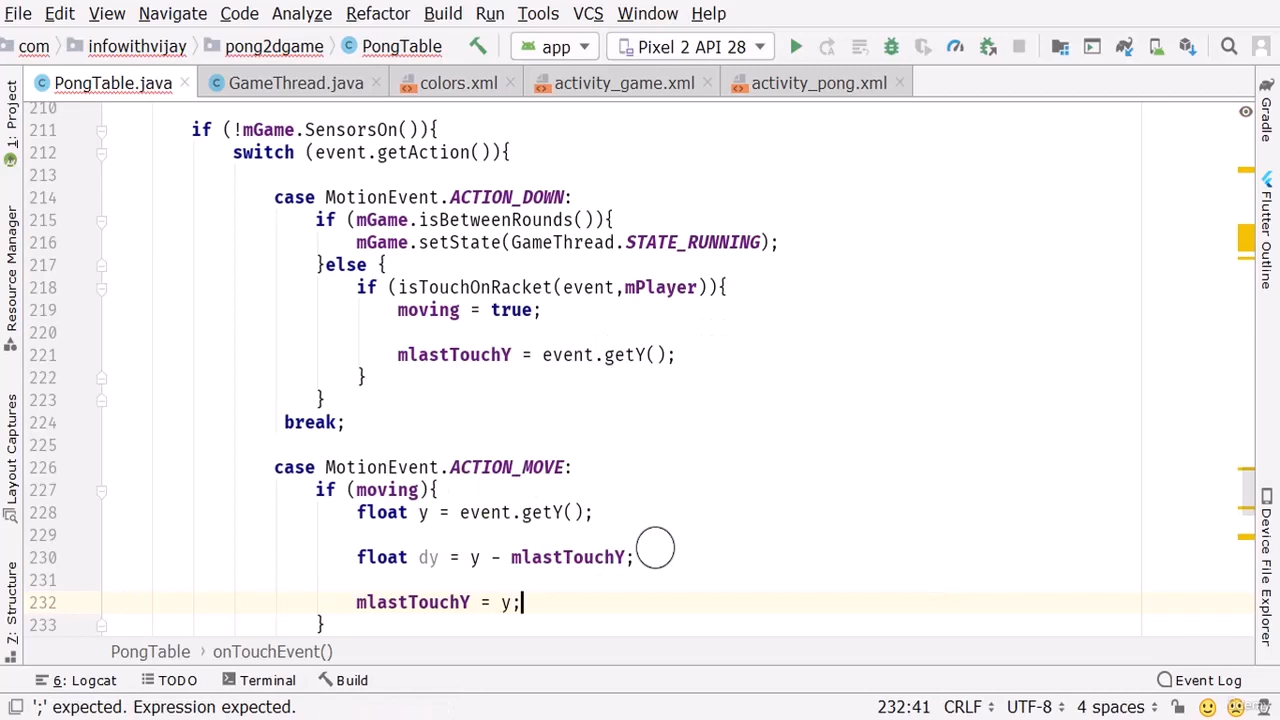 File Edit View Navigate Code Analyze Refactor Build Run Tools VCS Window Help
com infowithvijay pong2dgame PongTable app Pixel 2 API 28
PongTable.java GameThread.java colors.xml activity_game.xml activity_pong.xml
1: Project
Resource Manager
Layout Captures
Z: Structure
210
211 if (!mGame.SensorsOn()){
212 switch (event.getAction()){
213
214 case MotionEvent.ACTION_DOWN:
215 if (mGame.isBetweenRounds()){
216 mGame.setState(GameThread.STATE_RUNNING);
217 }else {
218 if (isTouchOnRacket(event,mPlayer)){
219 moving = true;
220
221 mlastTouchY = event.getY();
222 }
223 }
224 break;
225
226 case MotionEvent.ACTION_MOVE:
227 if (moving){
228 float y = event.getY();
229
230 float dy = y - mlastTouchY;
231
232 mlastTouchY = y;
233 }
Gradle
Flutter Outline
Device File Explorer
PongTable › onTouchEvent()
6: Logcat TODO Terminal Build Event Log
';' expected. Expression expected. 232:41 CRLF UTF-8 4 spaces